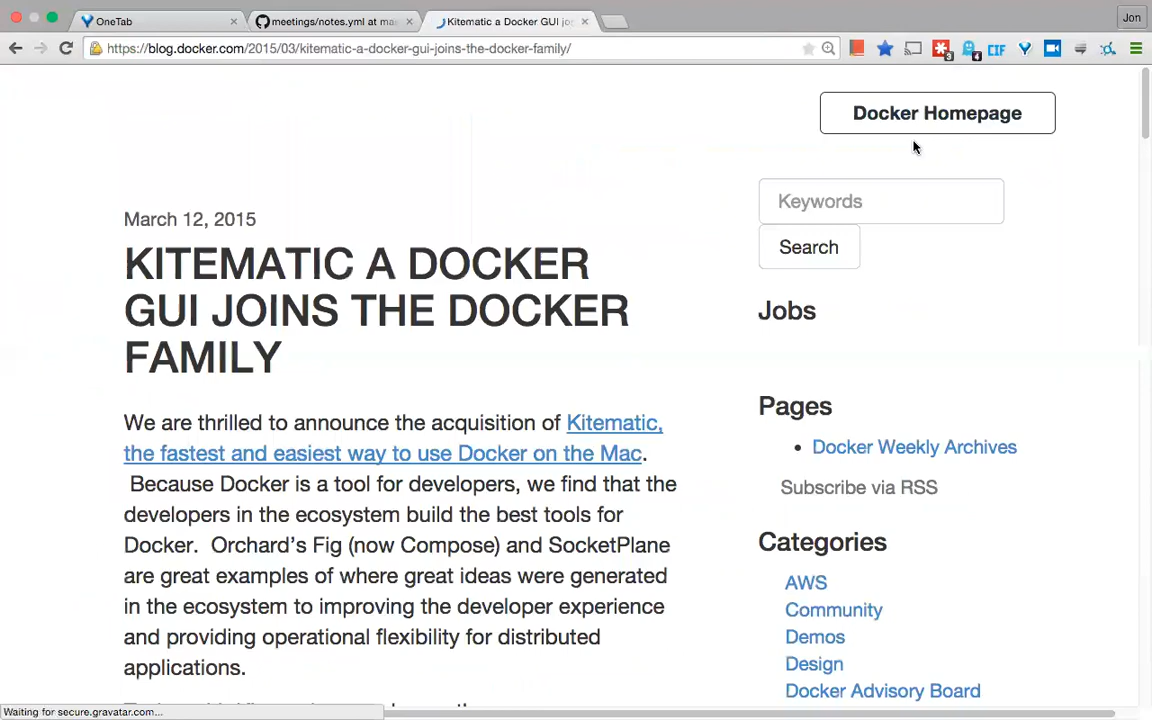 OneTab
meetings/notes.yml at mas
Kitematic a Docker GUI joi
Jon
https://blog.docker.com/2015/03/kitematic-a-docker-gui-joins-the-docker-family/
3
4
CIF
Docker Homepage
Keywords
Search
March 12, 2015
KITEMATIC A DOCKER
GUI JOINS THE DOCKER
FAMILY
We are thrilled to announce the acquisition of Kitematic,
the fastest and easiest way to use Docker on the Mac.
Because Docker is a tool for developers, we find that the
developers in the ecosystem build the best tools for
Docker.  Orchard's Fig (now Compose) and SocketPlane
are great examples of where great ideas were generated
in the ecosystem to improving the developer experience
and providing operational flexibility for distributed
applications.
Jobs
Pages
• Docker Weekly Archives
Subscribe via RSS
Categories
AWS
Community
Demos
Design
Docker Advisory Board
Waiting for secure.gravatar.com...